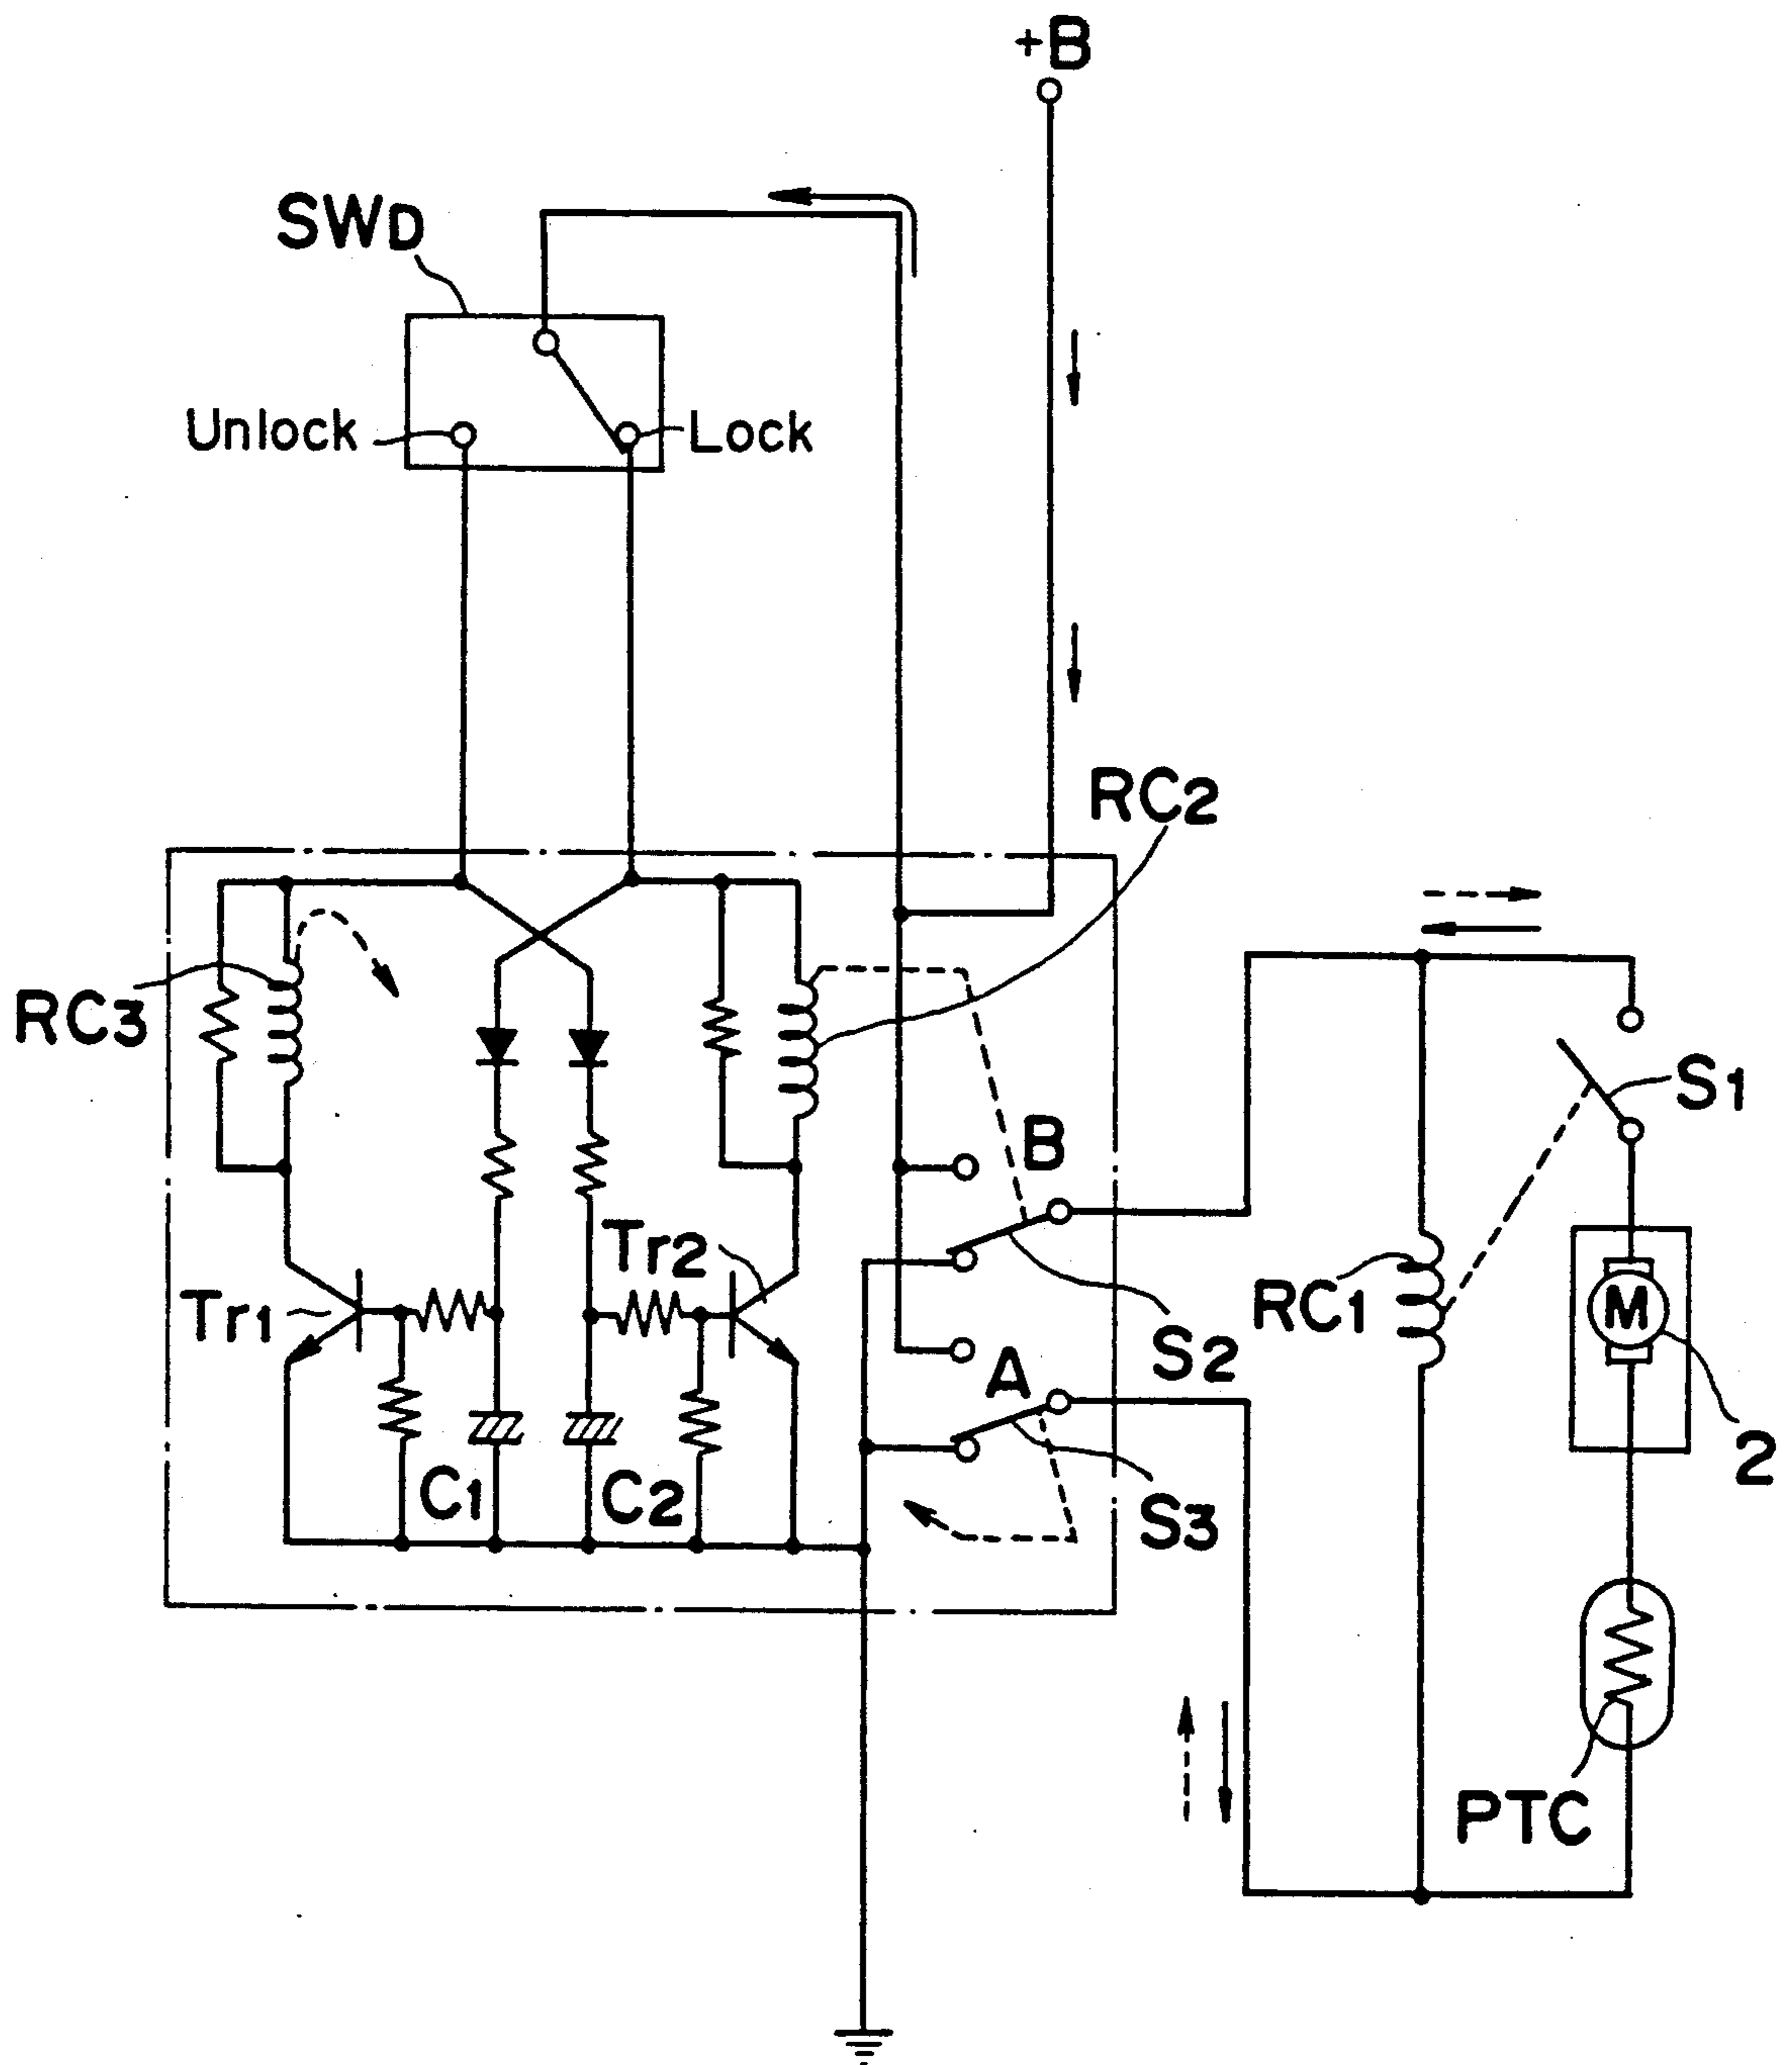 +B
SWD
Unlock
Lock
RC2
RC3
S1
B
Tr2
RC1
M
Tr1
S2
A
2
C1
C2
S3
PTC